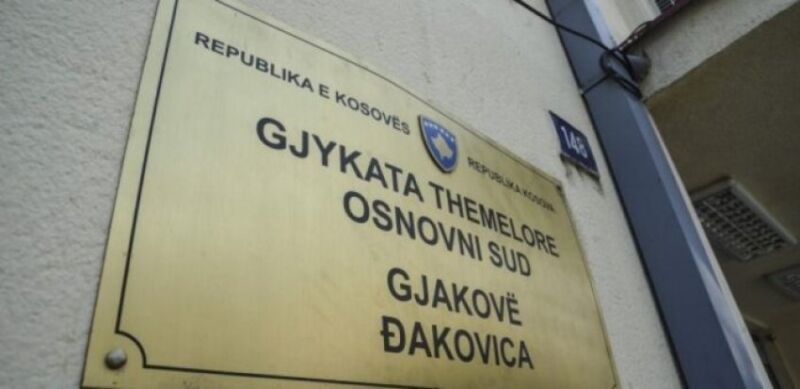 REPUBLIKA E KOSOVËS
REPUBLIKA KOSOVA
GJYKATA THEMELORE
OSNOVNI SUD
GJAKOVË
ĐAKOVICA
148